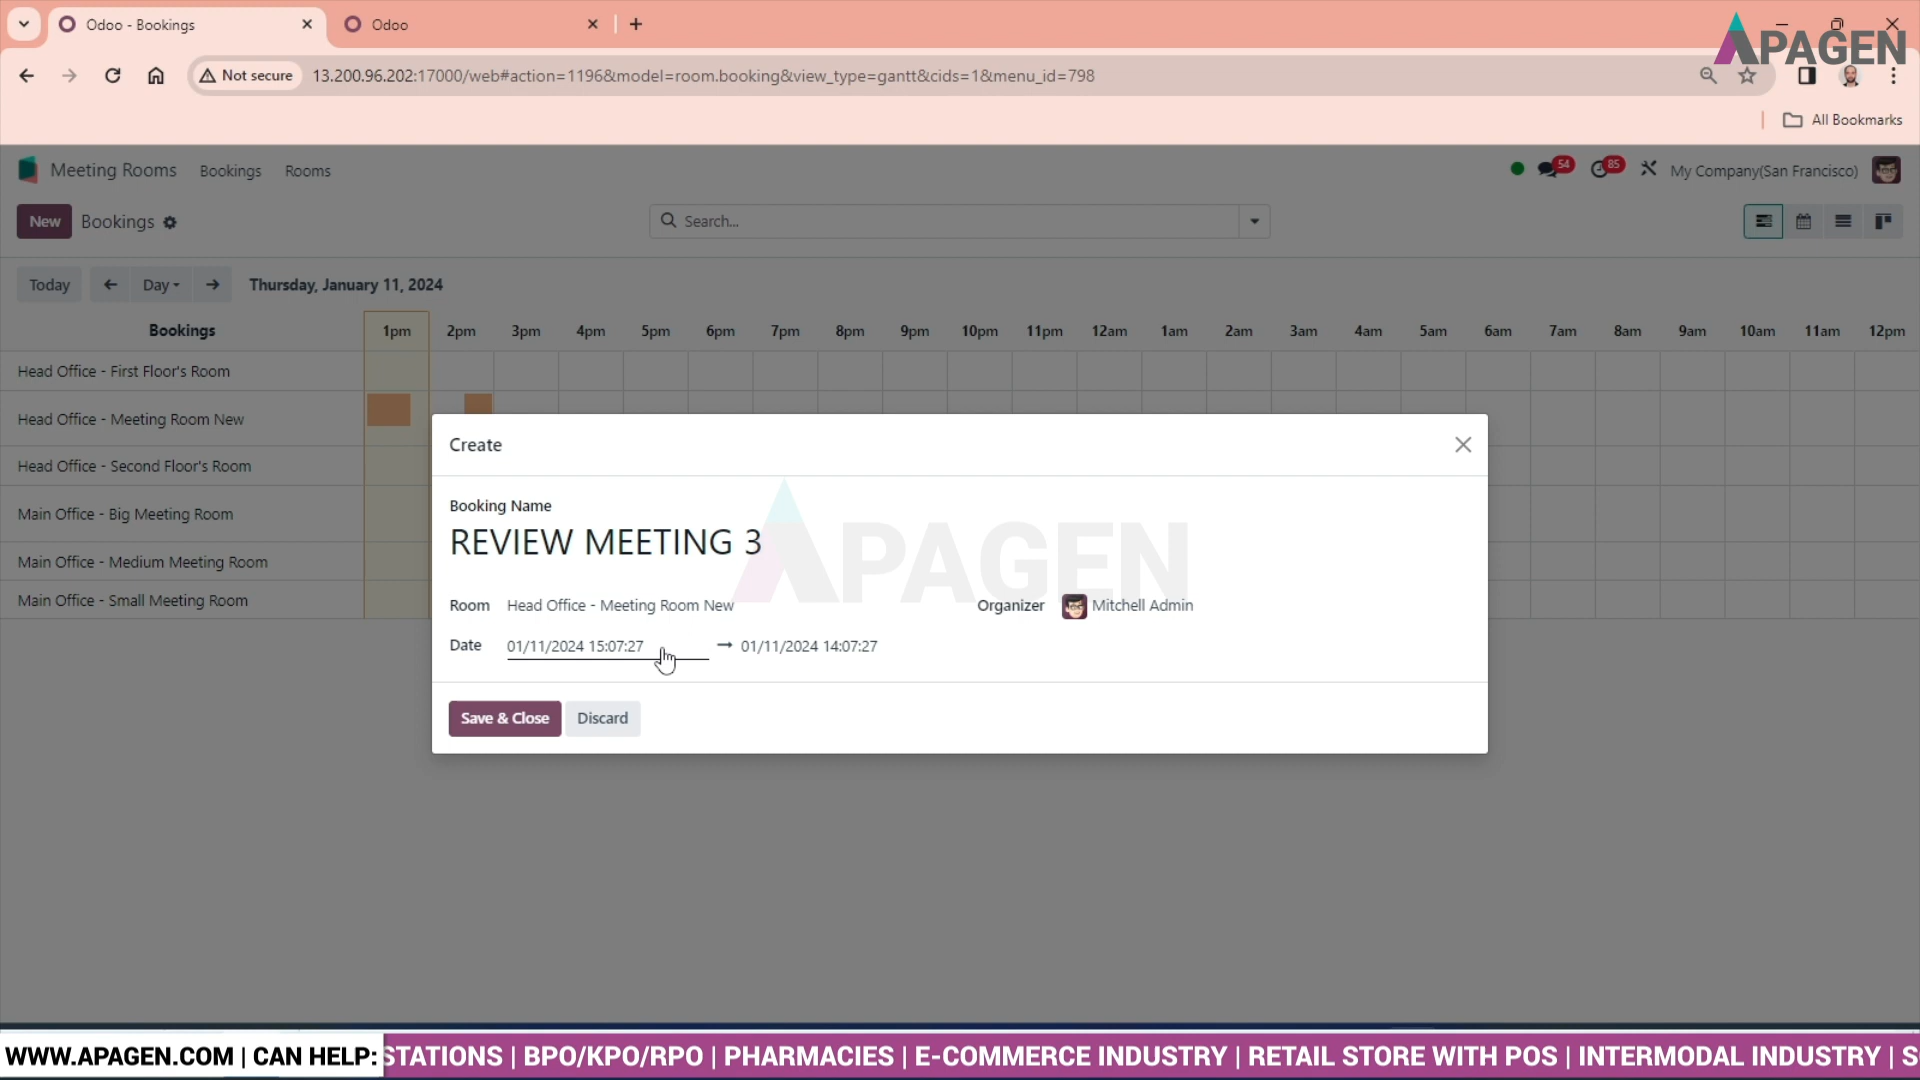 Odoo - Bookings
Odoo
APAGEN
Not secure
13.200.96.202:17000/web#action=1196&model=room.booking&view_type=gantt&cids=1&menu_id=798
All Bookmarks
Meeting Rooms Bookings Rooms
54 85 My Company(San Francisco)
New Bookings
Search...
Today Day Thursday, January 11, 2024
Bookings 1pm 2pm 3pm 4pm 5pm 6pm 7pm 8pm 9pm 10pm 11pm 12am 1am 2am 3am 4am 5am 6am 7am 8am 9am 10am 11am 12pm
Head Office - First Floor's Room
Head Office - Meeting Room New
Head Office - Second Floor's Room
Main Office - Big Meeting Room
Main Office - Medium Meeting Room
Main Office - Small Meeting Room
Create
Booking Name
REVIEW MEETING 3
APAGEN
Room Head Office - Meeting Room New Organizer Mitchell Admin
Date 01/11/2024 15:07:27 → 01/11/2024 14:07:27
Save & Close Discard
WWW.APAGEN.COM | CAN HELP: STATIONS | BPO/KPO/RPO | PHARMACIES | E-COMMERCE INDUSTRY | RETAIL STORE WITH POS | INTERMODAL INDUSTRY | S